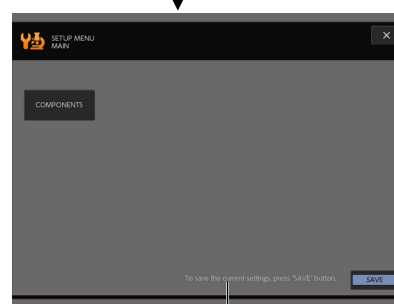 SETUP MENU
MAIN
COMPONENTS
To save the current settings, press "SAVE" button.
SAVE